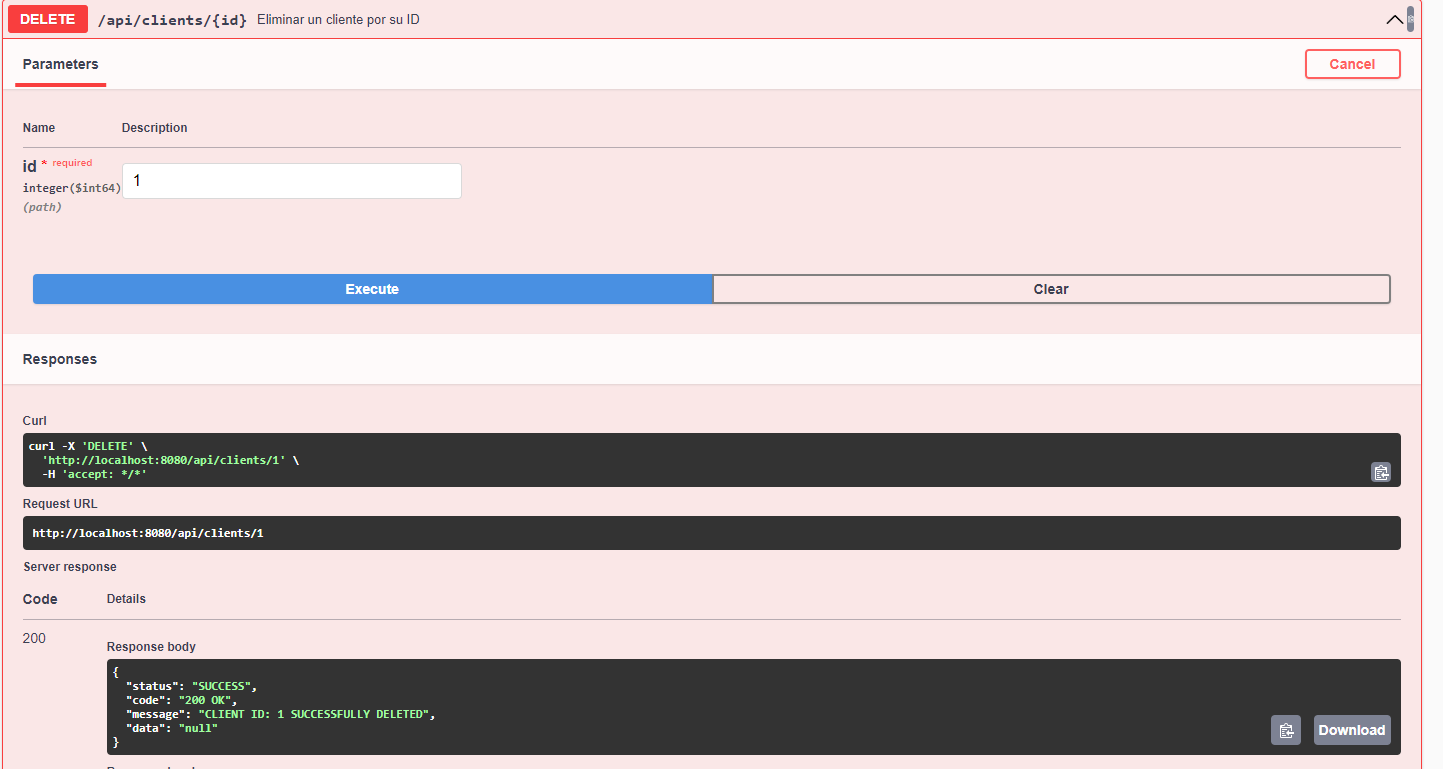 DELETE /api/clients/{id} Eliminar un cliente por su ID
Parameters
Cancel
Name Description
id * required
integer($int64)
(path)
1
Execute Clear
Responses
Curl
curl -X 'DELETE' \
'http://localhost:8080/api/clients/1' \
-H 'accept: */*'
Request URL
http://localhost:8080/api/clients/1
Server response
Code Details
200
Response body
{
"status": "SUCCESS",
"code": "200 OK",
"message": "CLIENT ID: 1 SUCCESSFULLY DELETED",
"data": "null"
}
Download